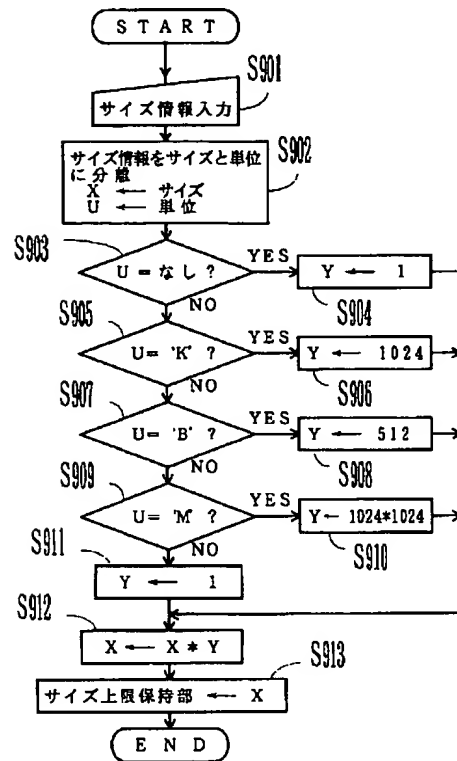 START
S901
サイズ情報入力
S902
サイズ情報をサイズと単位
に分離
X ← サイズ
U ← 単位
S903
U=なし?
YES
Y ← 1
S904
NO
S905
U='K' ?
YES
Y ← 1024
S906
NO
S907
U='B' ?
YES
Y ← 512
S908
NO
S909
U='M' ?
YES
Y← 1024*1024
S910
NO
S911
Y ← 1
S912
X ← X * Y
S913
サイズ上限保持部 ← X
END